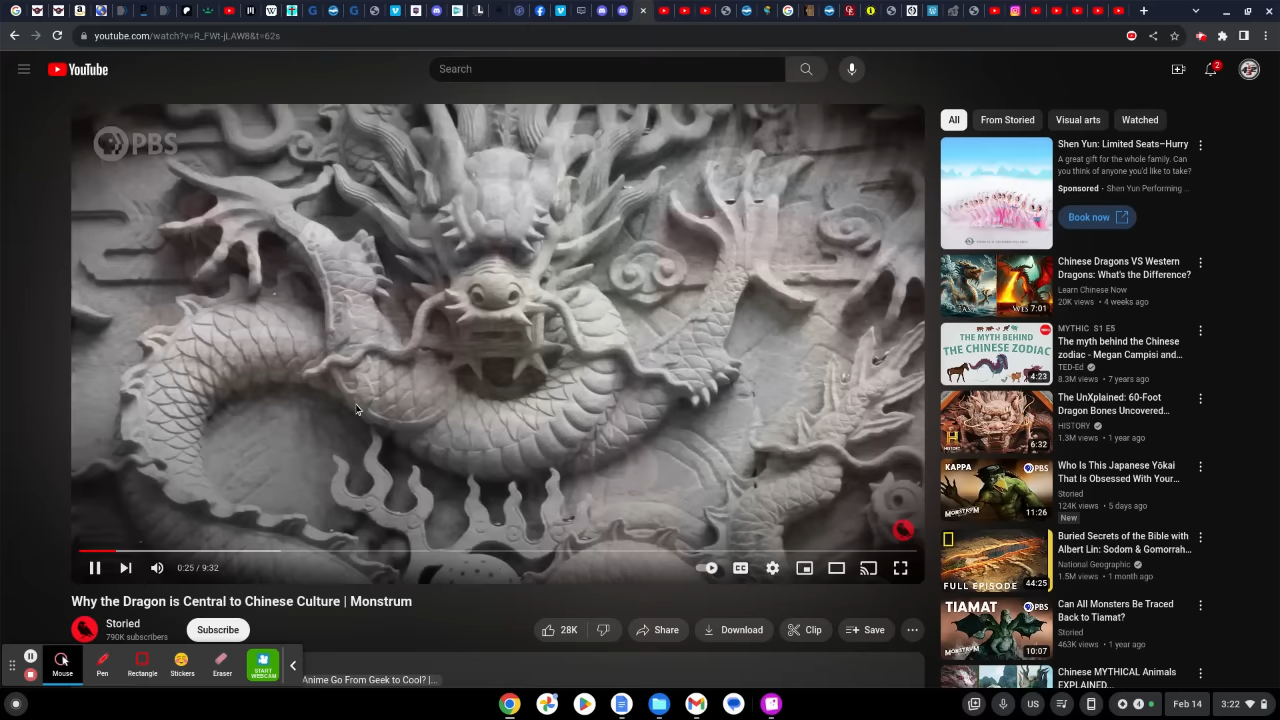 youtube.com/watch?v=R_FWt-jLAW8&t=62s
YouTube
Search
2
PBS
0:25 / 9:32
CC
Why the Dragon is Central to Chinese Culture | Monstrum
Storied
790K subscribers
Subscribe
28K
Share
Download
Clip
Save
Anime Go From Geek to Cool? |...
Mouse
Pen
Rectangle
Stickers
Eraser
START WEBCAM
All
From Storied
Visual arts
Watched
Shen Yun: Limited Seats–Hurry
A great gift for the whole family. Can
you think of anyone you'd like to take?
Sponsored · Shen Yun Performing ...
Book now
Chinese Dragons VS Western
Dragons: What's the Difference?
Learn Chinese Now
20K views • 4 weeks ago
7:01
THE MYTH BEHIND
THE CHINESE ZODIAC
4:23
MYTHIC S1 E5
The myth behind the Chinese
zodiac - Megan Campisi and...
TED-Ed
8.3M views • 7 years ago
H
6:32
The UnXplained: 60-Foot
Dragon Bones Uncovered...
HISTORY
1.3M views • 1 year ago
KAPPA
PBS
MONSTRUM
11:26
Who Is This Japanese Yōkai
That Is Obsessed With Your...
Storied
124K views • 5 days ago
New
FULL EPISODE
44:25
Buried Secrets of the Bible with
Albert Lin: Sodom & Gomorrah...
National Geographic
1.5M views • 1 month ago
TIAMAT
PBS
MONSTRUM
10:07
Can All Monsters Be Traced
Back to Tiamat?
Storied
463K views • 1 year ago
Chinese MYTHICAL Animals
EXPLAINED...
US
4
Feb 14
3:22